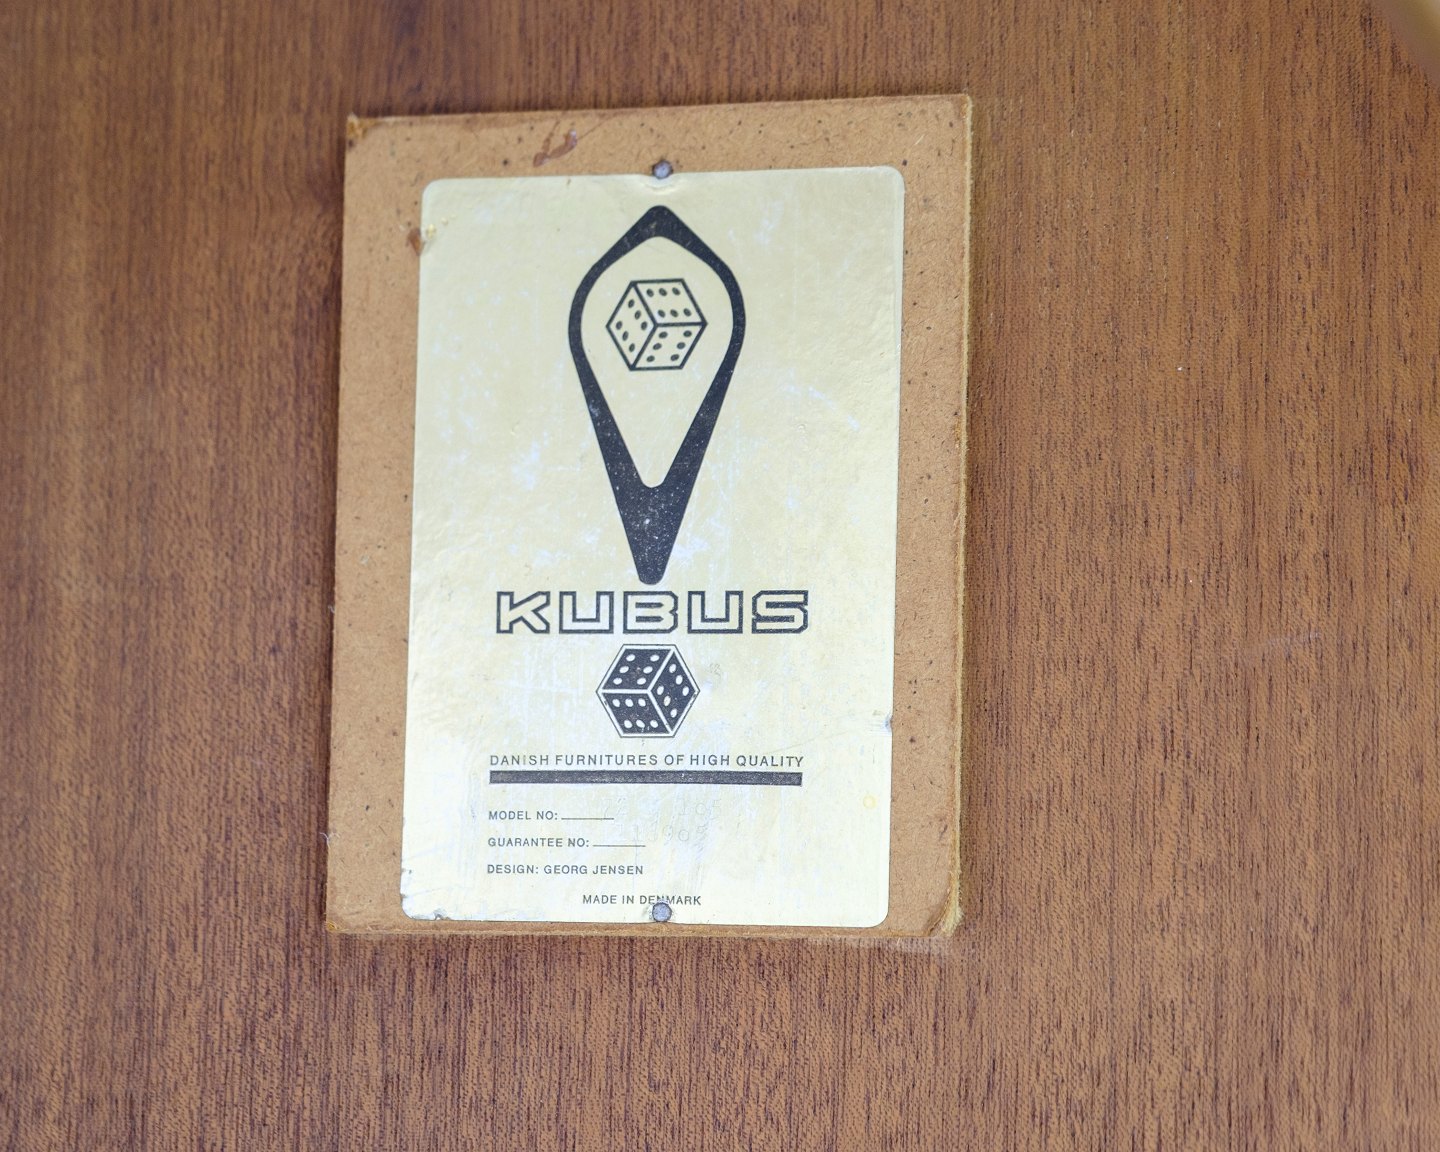 KUBUS
DANISH FURNITURES OF HIGH QUALITY
MODEL NO:
GUARANTEE NO:
DESIGN: GEORG JENSEN
MADE IN DENMARK